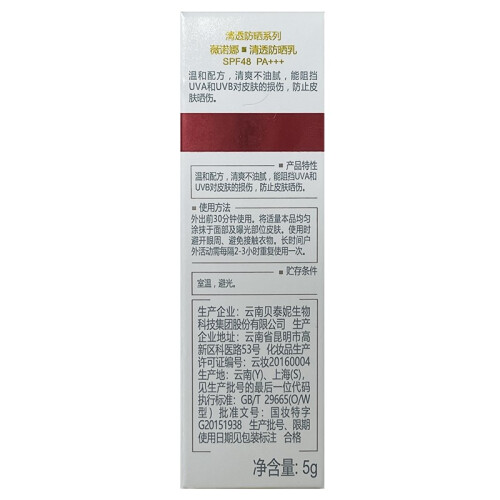 清透防晒系列
薇诺娜■清透防晒乳
SPF48 PA+++
温和配方，清爽不油腻，能阻挡
UVA和UVB对皮肤的损伤，防止皮
肤晒伤。
■产品特性
温和配方，清爽不油腻，能阻挡UVA和
UVB对皮肤的损伤，防止皮肤晒伤。
■使用方法
外出前30分钟使用。将适量本品均匀
涂抹于面部及曝光部位皮肤。使用时
避开眼周、避免接触衣物。长时间户
外活动需每隔2-3小时重复使用一次。
■贮存条件
室温，避光。
生产企业：云南贝泰妮生物
科技集团股份有限公司 生产
企业地址：云南省昆明市高
新区科医路53号 化妆品生产
许可证编号：云妆20160004
生产地：云南(Y)、上海(S)，
见生产批号的最后一位代码
执行标准：GB/T 29665(O/W
型) 批准文号：国妆特字
G20151938 生产批号、限期
使用日期见包装标注 合格
净含量: 5g